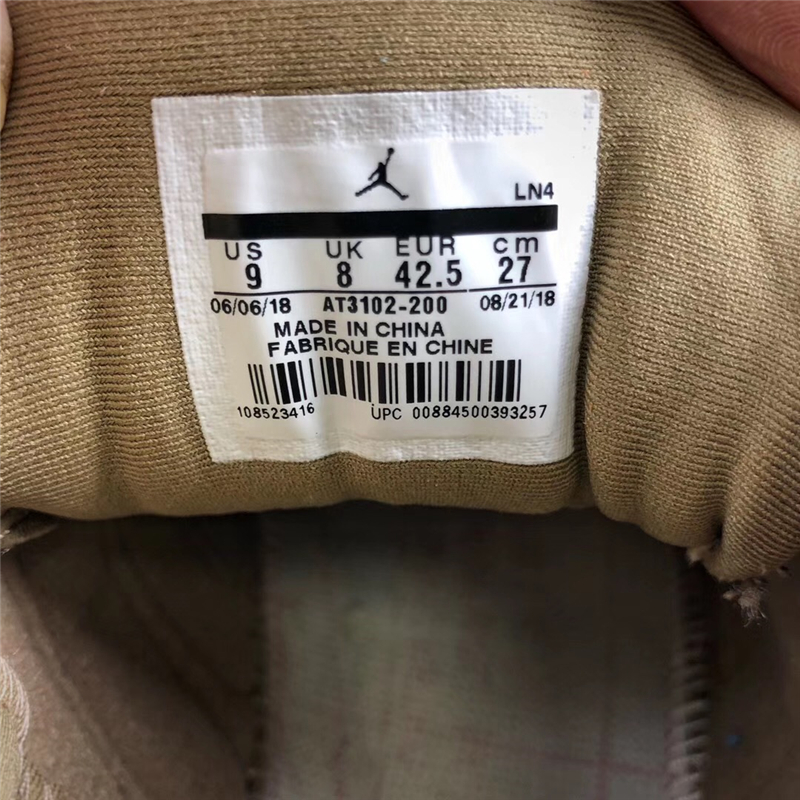 LN4
US UK EUR cm
9 8 42.5 27
06/06/18 AT3102-200 08/21/18
MADE IN CHINA
FABRIQUE EN CHINE
108523416 UPC 00884500393257